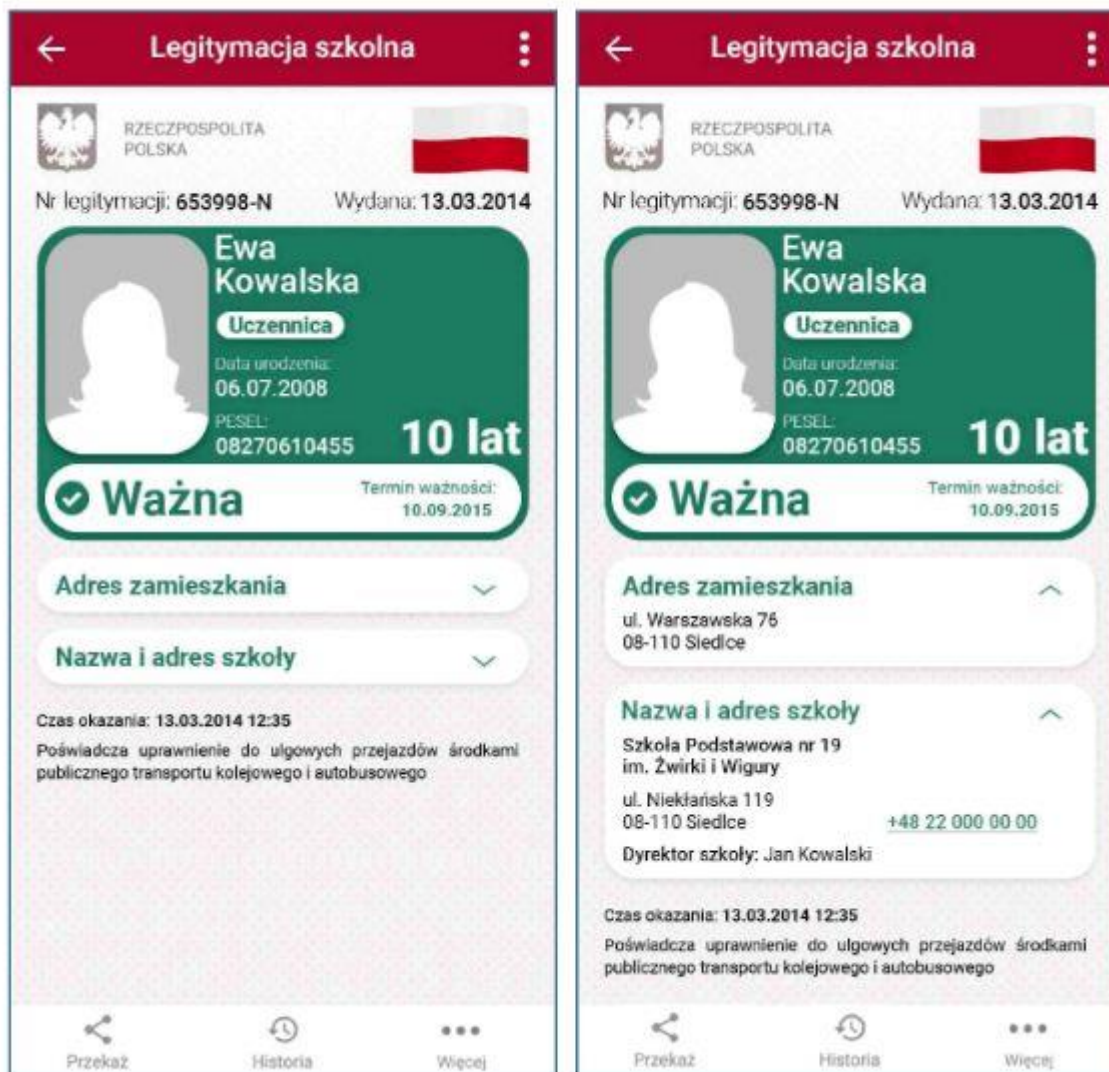 Legitymacja szkolna
RZECZPOSPOLITA
POLSKA
Nr legitymacji: 653998-N Wydana: 13.03.2014
Ewa
Kowalska
Uczennica
Data urodzenia:
06.07.2008
PESEL:
08270610455
10 lat
Ważna
Termin ważności:
10.09.2015
Adres zamieszkania
Nazwa i adres szkoły
Czas okazania: 13.03.2014 12:35
Poświadcza uprawnienie do ulgowych przejazdów środkami
publicznego transportu kolejowego i autobusowego
Przekaż Historia Więcej
Legitymacja szkolna
RZECZPOSPOLITA
POLSKA
Nr legitymacji: 653998-N Wydana: 13.03.2014
Ewa
Kowalska
Uczennica
Data urodzenia:
06.07.2008
PESEL:
08270610455
10 lat
Ważna
Termin ważności:
10.09.2015
Adres zamieszkania
ul. Warszawska 76
08-110 Siedlce
Nazwa i adres szkoły
Szkoła Podstawowa nr 19
im. Żwirki i Wigury
ul. Niekłańska 119
08-110 Siedlce +48 22 000 00 00
Dyrektor szkoły: Jan Kowalski
Czas okazania: 13.03.2014 12:35
Poświadcza uprawnienie do ulgowych przejazdów środkami
publicznego transportu kolejowego i autobusowego
Przekaż Historia Więcej